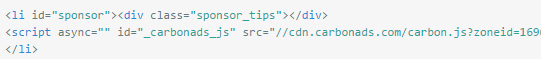 <li id="sponsor"><div class="sponsor_tips"></div>
<script async="" id="_carbonads_js" src="//cdn.carbonads.com/carbon.js?zoneid=169
</li>